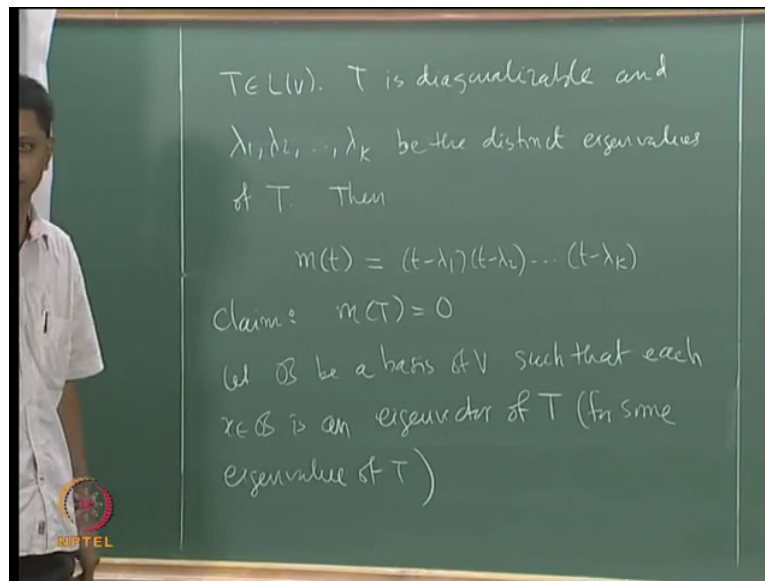 T∈L(V). T is diagonalizable and
λ1, λ2, ..., λk be the distinct eigenvalues
of T. Then
m(t) = (t-λ1)(t-λ2)... (t-λk)
Claim: m(T) = 0
Let B be a basis of V such that each
x∈B is an eigenvector of T (for some
eigenvalue of T)
NPTEL